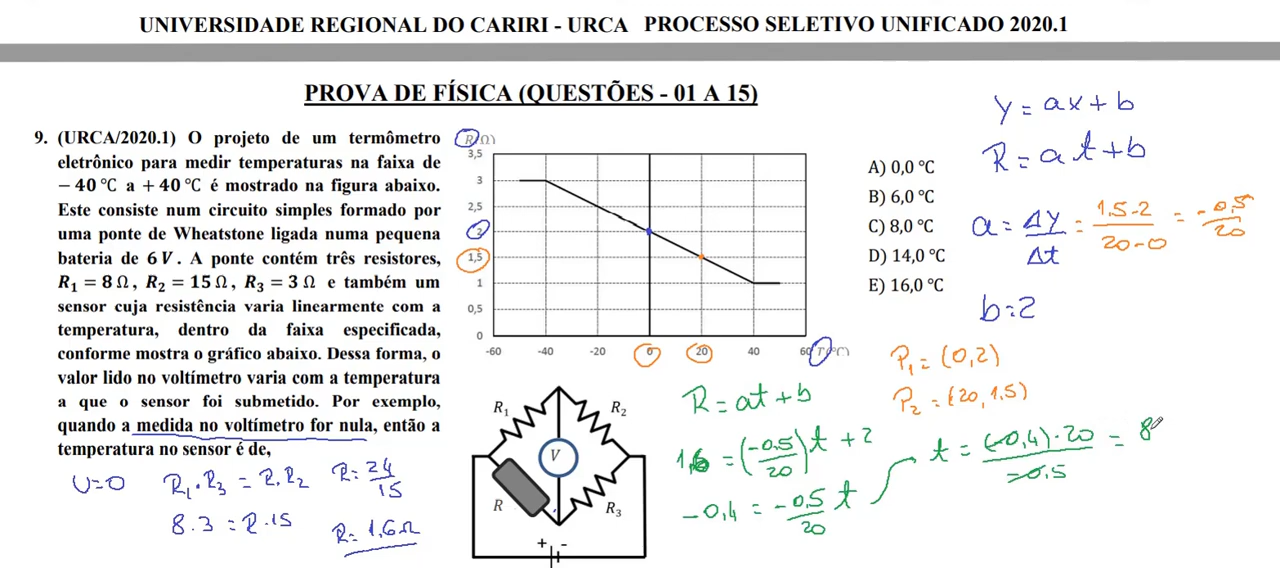 UNIVERSIDADE REGIONAL DO CARIRI - URCA PROCESSO SELETIVO UNIFICADO 2020.1
PROVA DE FÍSICA (QUESTÕES - 01 A 15)
9. (URCA/2020.1) O projeto de um termômetro
eletrônico para medir temperaturas na faixa de
− 40 °C a + 40 °C é mostrado na figura abaixo.
Este consiste num circuito simples formado por
uma ponte de Wheatstone ligada numa pequena
bateria de 6 V. A ponte contém três resistores,
R₁ = 8 Ω, R₂ = 15 Ω, R₃ = 3 Ω e também um
sensor cuja resistência varia linearmente com a
temperatura, dentro da faixa especificada,
conforme mostra o gráfico abaixo. Dessa forma, o
valor lido no voltímetro varia com a temperatura
a que o sensor foi submetido. Por exemplo,
quando a medida no voltímetro for nula, então a
temperatura no sensor é de,
U=0
R₁·R₃ = R·R₂
8·3 = R·15
R = 24/15
R = 1,6Ω
R(Ω)
3,5
3
2,5
2
1,5
1
0,5
0
-60 -40 -20 0 20 40 60 T(°C)
R₁
R₂
V
R
R₃
+ -
A) 0,0 °C
B) 6,0 °C
C) 8,0 °C
D) 14,0 °C
E) 16,0 °C
Y = ax + b
R = at + b
a = ΔY/Δt = 1,5-2/20-0 = -0,5/20
b = 2
P₁ = (0,2)
P₂ = (20, 1,5)
R = at + b
1,6 = (-0,5/20)t + 2
-0,4 = -0,5/20 t
t = (-0,4)·20/-0,5 = 8